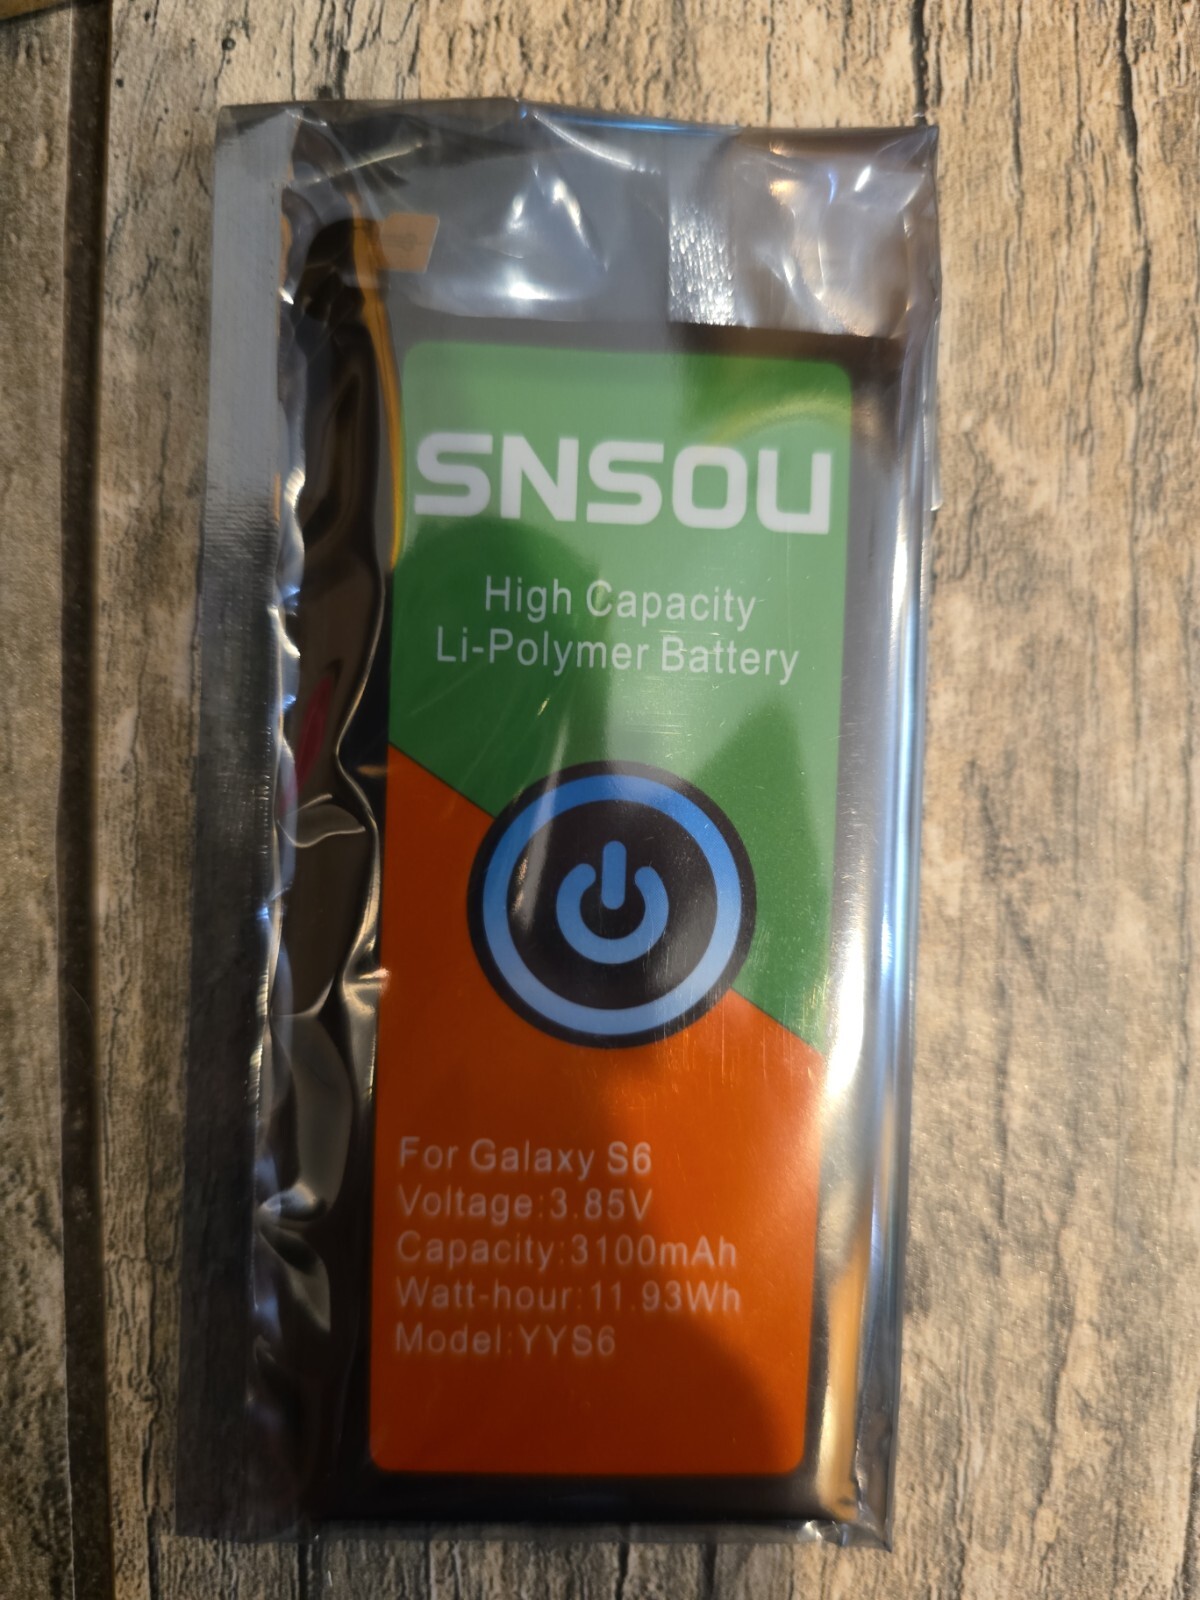 SNSOU
High Capacity
Li-Polymer Battery
For Galaxy S6
Voltage:3.85V
Capacity:3100mAh
Watt-hour:11.93Wh
Model:YYS6